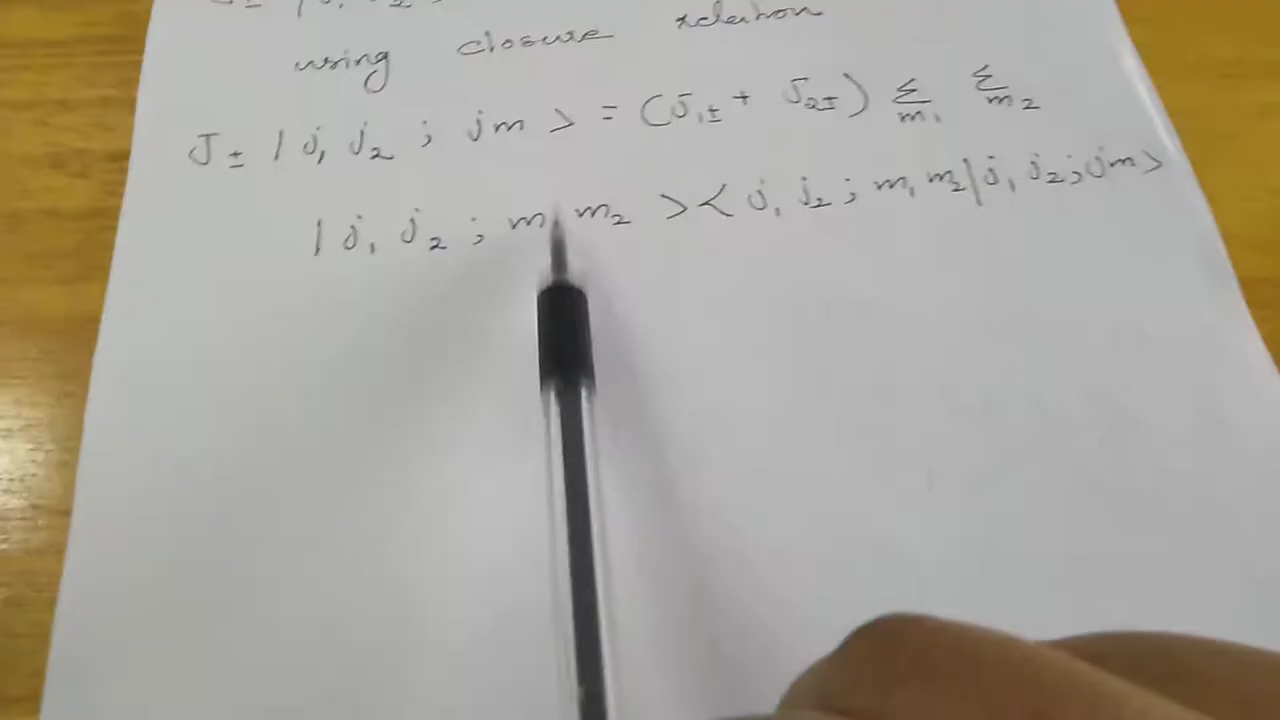 using closure relation
J± | j1 j2 ; jm > = (J1± + J2±) Σm1 Σm2
| j1 j2 ; m1 m2 > < j1 j2 ; m1 m2 | j1 j2 ; jm >